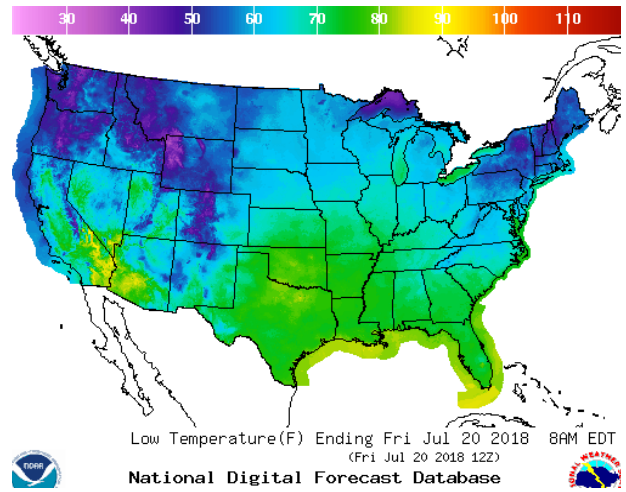 30 40 50 60 70 80 90 100 110
Low Temperature(F) Ending Fri Jul 20 2018 8AM EDT
(Fri Jul 20 2018 12Z)
National Digital Forecast Database
noaa